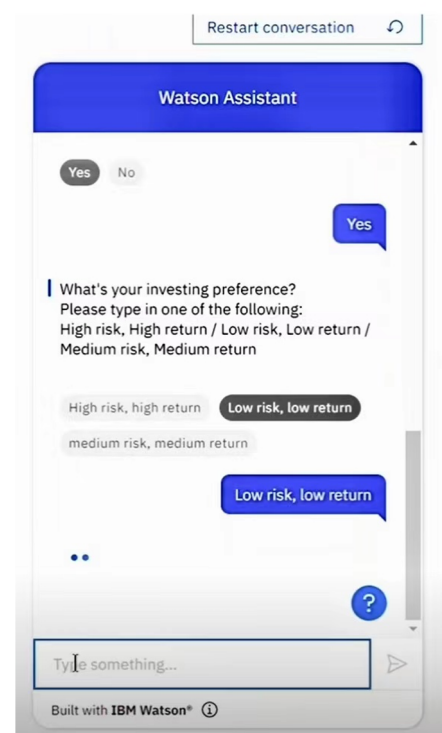 Restart conversation
Watson Assistant
Yes No
Yes
What's your investing preference?
Please type in one of the following:
High risk, High return / Low risk, Low return /
Medium risk, Medium return
High risk, high return Low risk, low return
medium risk, medium return
Low risk, low return
?
Type something...
Built with IBM Watson®